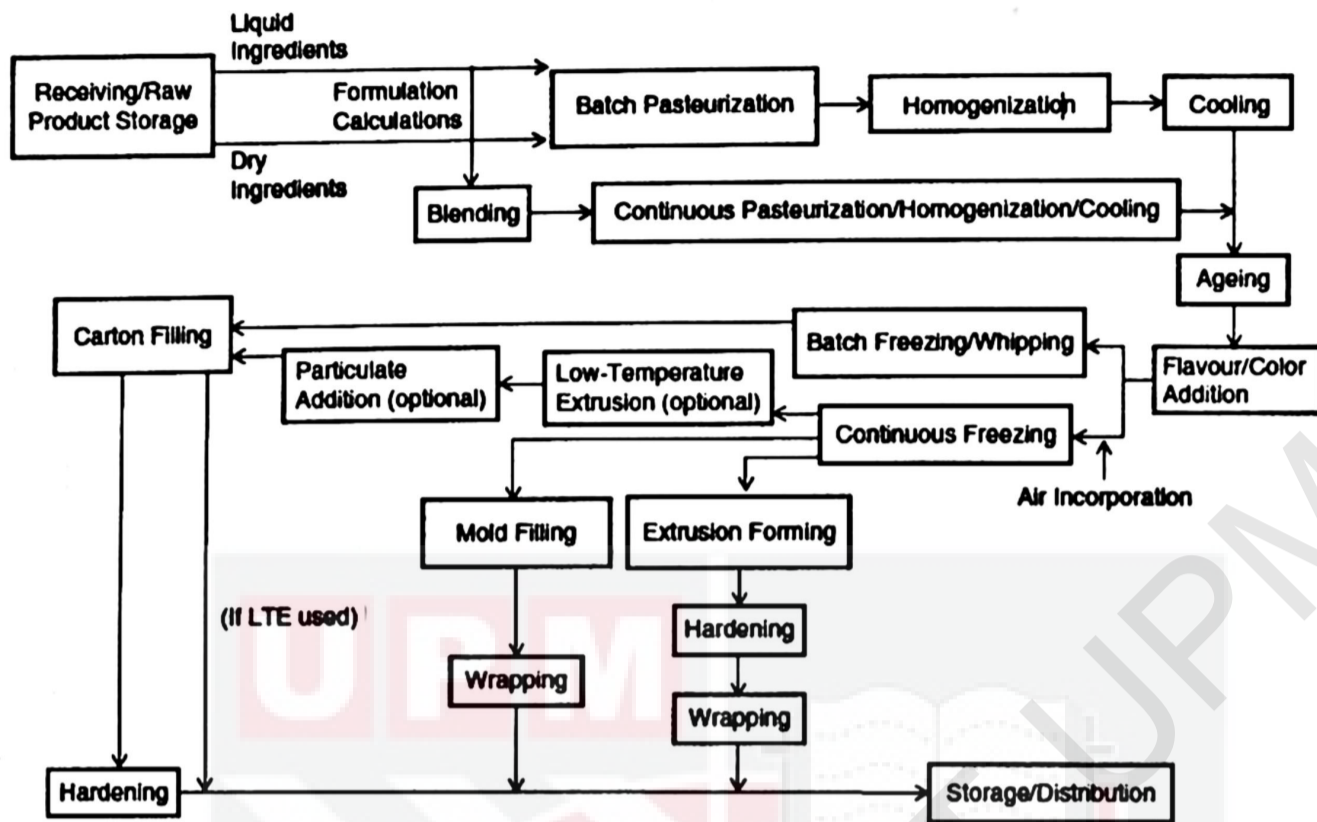 Liquid
Ingredients
Receiving/Raw
Product Storage
Formulation
Calculations
Dry
Ingredients
Batch Pasteurization
Homogenization
Cooling
Blending
Continuous Pasteurization/Homogenization/Cooling
Ageing
Carton Filling
Batch Freezing/Whipping
Flavour/Color
Addition
Particulate
Addition (optional)
Low-Temperature
Extrusion (optional)
Continuous Freezing
Air Incorporation
Mold Filling
Extrusion Forming
(If LTE used)
Hardening
Wrapping
Wrapping
Hardening
Storage/Distribution
UPM
UPM